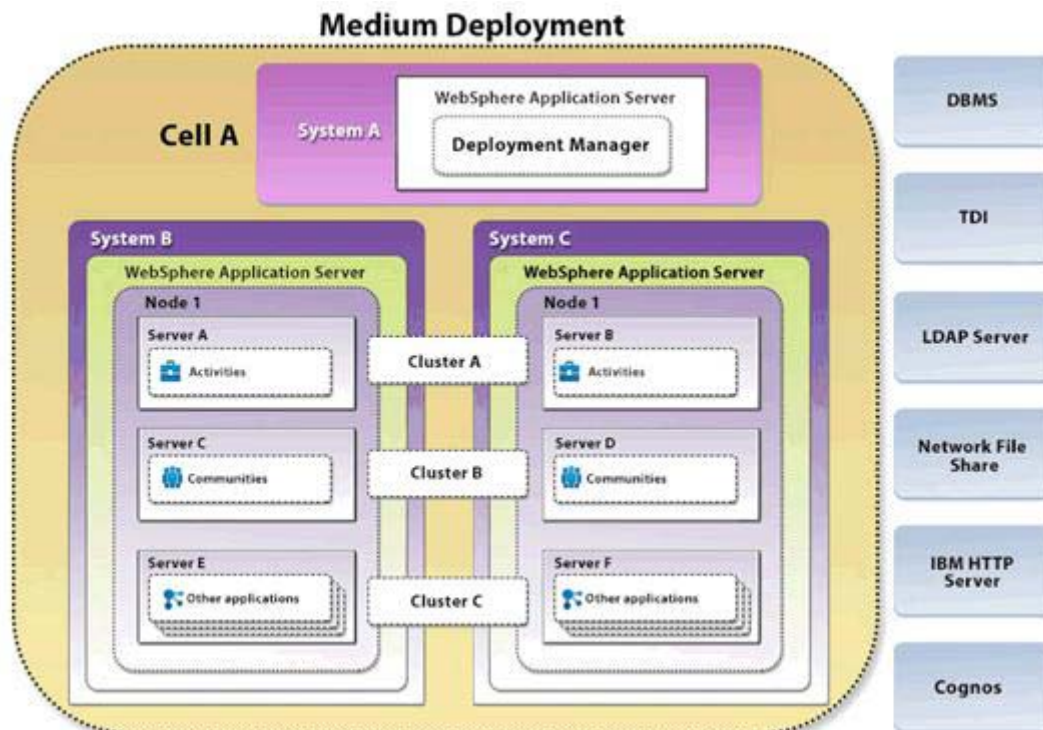 Medium Deployment
Cell A
System A
WebSphere Application Server
Deployment Manager
System B
WebSphere Application Server
Node 1
Server A
Activities
Server C
Communities
Server E
Other applications
Cluster A
Cluster B
Cluster C
System C
WebSphere Application Server
Node 1
Server B
Activities
Server D
Communities
Server F
Other applications
DBMS
TDI
LDAP Server
Network File
Share
IBM HTTP
Server
Cognos